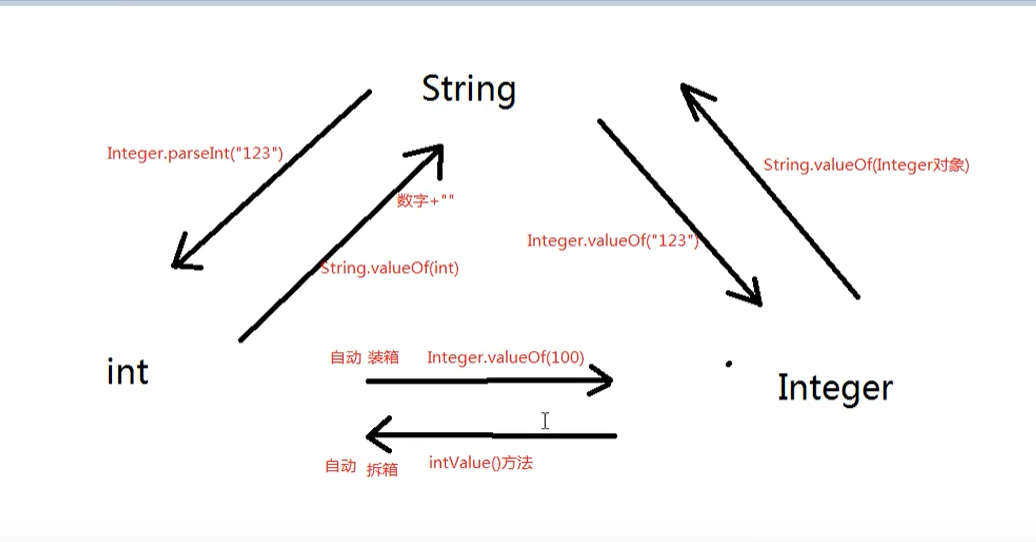 String
Integer.parseInt("123")
String.valueOf(Integer对象)
数字+""
Integer.valueOf("123")
String.valueOf(int)
自动 装箱 Integer.valueOf(100)
int
Integer
自动 拆箱 intValue()方法